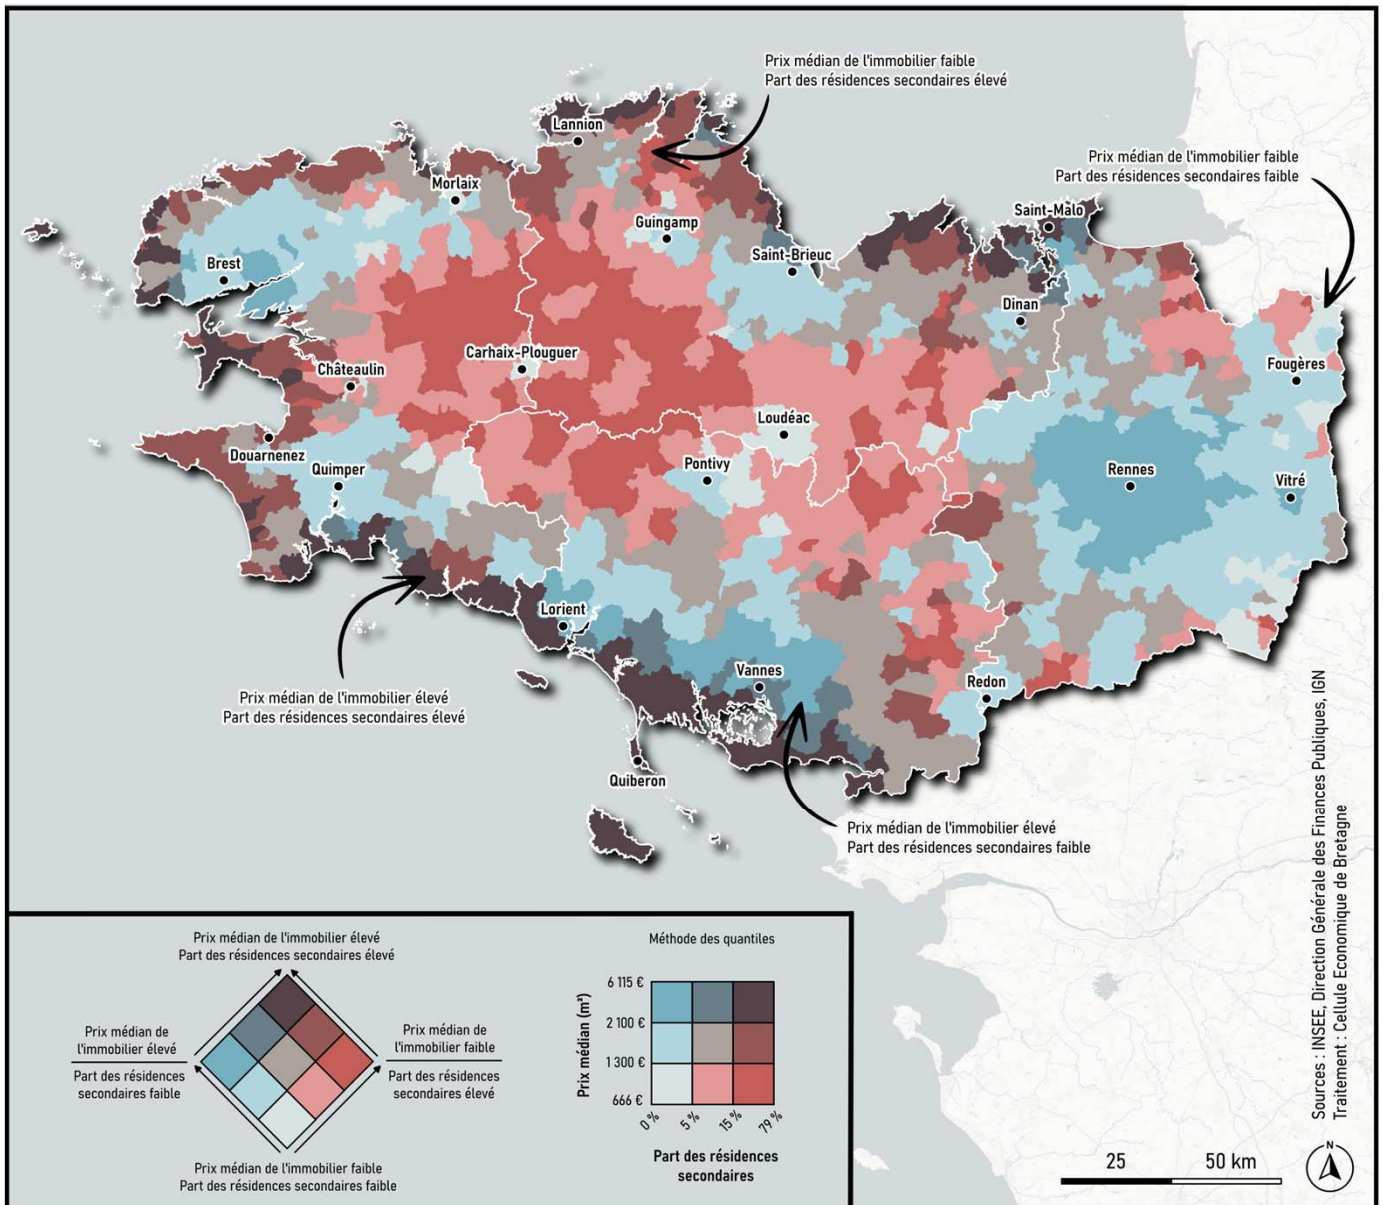 Prix médian de l'immobilier faible
Part des résidences secondaires élevé
Prix médian de l'immobilier faible
Part des résidences secondaires faible
Lannion
Morlaix
Saint-Malo
Guingamp
Saint-Brieuc
Brest
Dinan
Carhaix-Plouguer
Châteaulin
Fougères
Loudéac
Douarnenez
Quimper
Pontivy
Rennes
Vitré
Lorient
Vannes
Redon
Prix médian de l'immobilier élevé
Part des résidences secondaires élevé
Quiberon
Prix médian de l'immobilier élevé
Part des résidences secondaires faible
Sources : INSEE, Direction Générale des Finances Publiques, IGN
Traitement : Cellule Economique de Bretagne
Prix médian de l'immobilier élevé
Part des résidences secondaires élevé
Prix médian de
l'immobilier élevé
Part des résidences
secondaires faible
Prix médian de
l'immobilier faible
Part des résidences
secondaires élevé
Prix médian de l'immobilier faible
Part des résidences secondaires faible
Méthode des quantiles
Prix médian (m²)
6 115 €
2 100 €
1 300 €
666 €
0 %
5 %
15 %
79 %
Part des résidences
secondaires
25
50 km
N